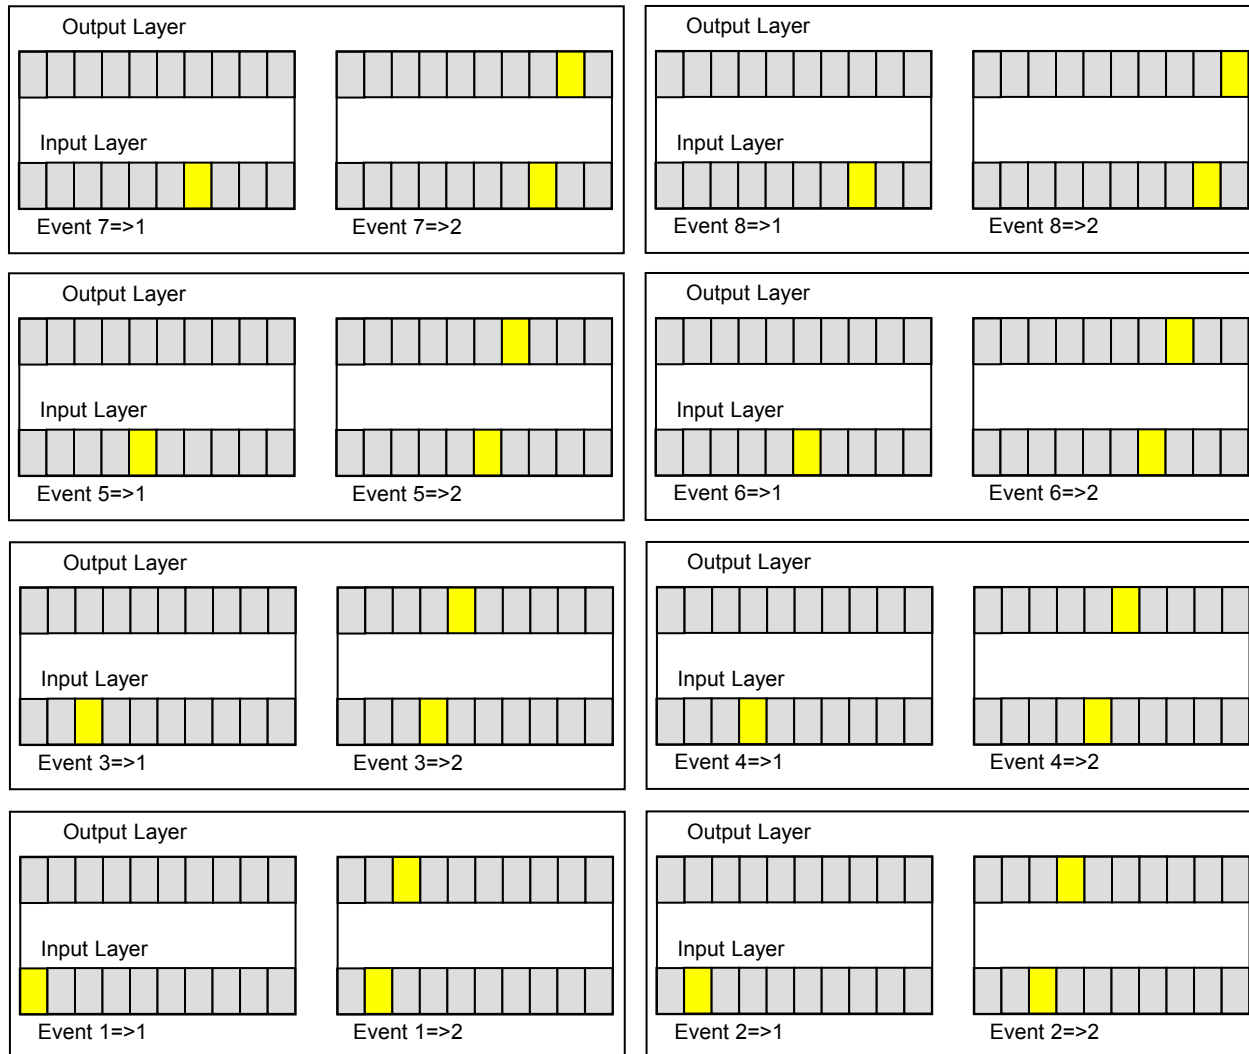 Output Layer
Input Layer
Event 7=>1
Event 7=>2
Output Layer
Input Layer
Event 8=>1
Event 8=>2
Output Layer
Input Layer
Event 5=>1
Event 5=>2
Output Layer
Input Layer
Event 6=>1
Event 6=>2
Output Layer
Input Layer
Event 3=>1
Event 3=>2
Output Layer
Input Layer
Event 4=>1
Event 4=>2
Output Layer
Input Layer
Event 1=>1
Event 1=>2
Output Layer
Input Layer
Event 2=>1
Event 2=>2